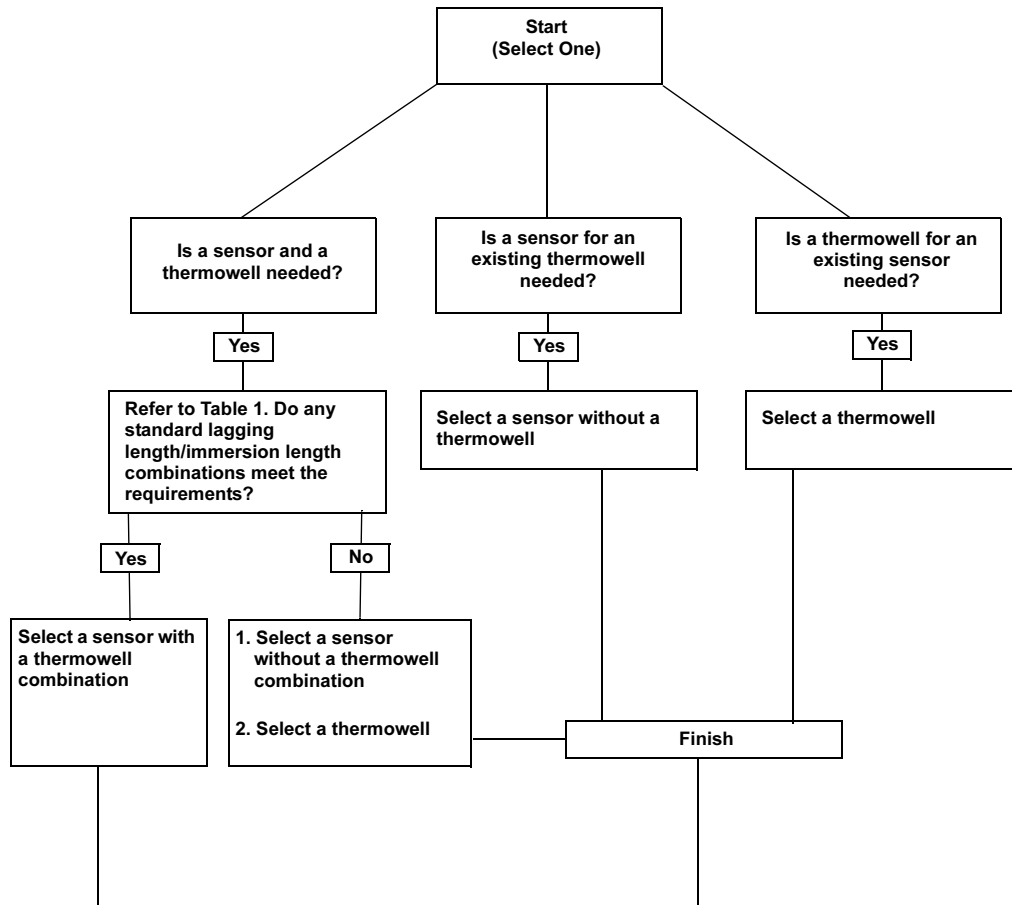 Start
(Select One)
Is a sensor and a
thermowell needed?
Is a sensor for an
existing thermowell
needed?
Is a thermowell for an
existing sensor
needed?
Yes
Yes
Yes
Refer to Table 1. Do any
standard lagging
length/immersion length
combinations meet the
requirements?
Select a sensor without a
thermowell
Select a thermowell
Yes
No
Select a sensor with
a thermowell
combination
1. Select a sensor
without a thermowell
combination
2. Select a thermowell
Finish